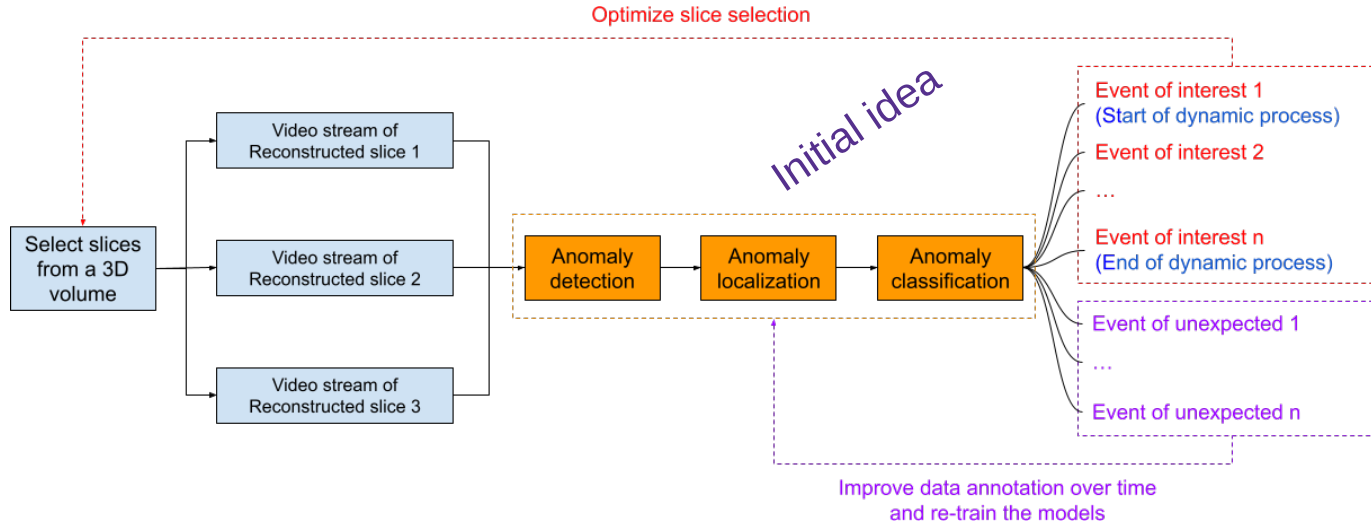 Optimize slice selection
Initial idea
Select slices
from a 3D
volume
Video stream of
Reconstructed slice 1
Video stream of
Reconstructed slice 2
Video stream of
Reconstructed slice 3
Anomaly
detection
Anomaly
localization
Anomaly
classification
Event of interest 1
(Start of dynamic process)
Event of interest 2
...
Event of interest n
(End of dynamic process)
Event of unexpected 1
...
Event of unexpected n
Improve data annotation over time
and re-train the models